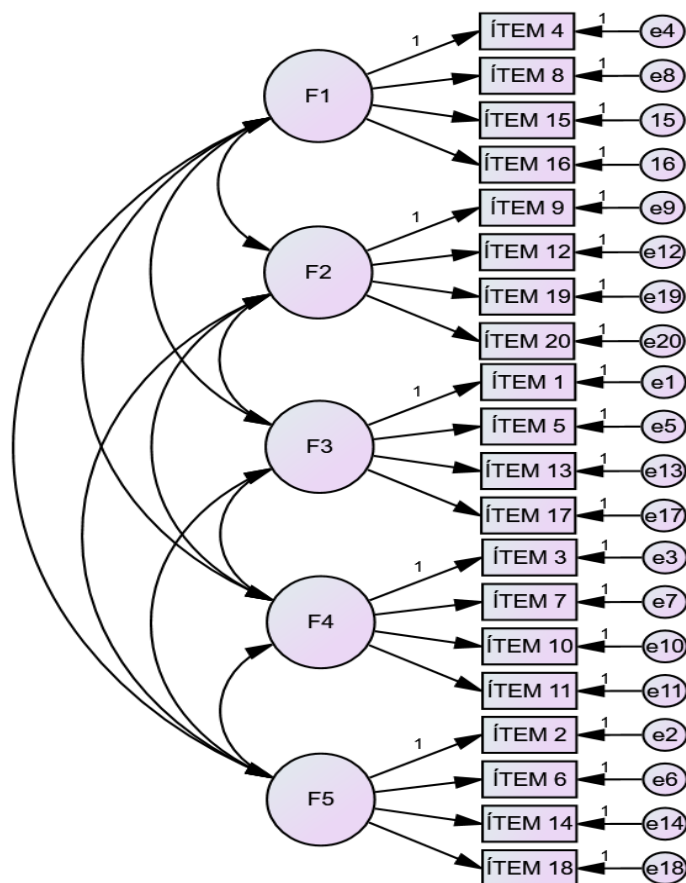 1 ÍTEM 4 1 e4
ÍTEM 8 1 e8
F1
ÍTEM 15 1 15
ÍTEM 16 1 16
1 ÍTEM 9 1 e9
ÍTEM 12 1 e12
F2
ÍTEM 19 1 e19
ÍTEM 20 1 e20
1 ÍTEM 1 1 e1
ÍTEM 5 1 e5
F3
ÍTEM 13 1 e13
ÍTEM 17 1 e17
1 ÍTEM 3 1 e3
ÍTEM 7 1 e7
F4
ÍTEM 10 1 e10
ÍTEM 11 1 e11
1 ÍTEM 2 1 e2
ÍTEM 6 1 e6
F5
ÍTEM 14 1 e14
ÍTEM 18 1 e18